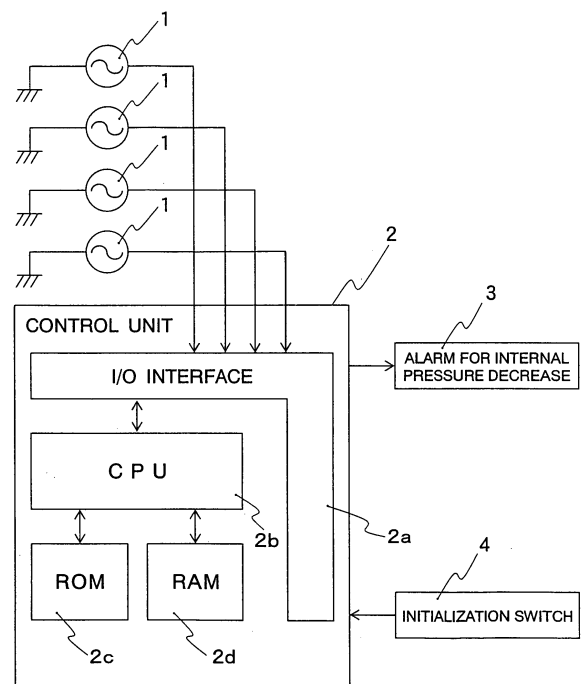 1
1
1
1
2
CONTROL UNIT
3
I/O INTERFACE
ALARM FOR INTERNAL
PRESSURE DECREASE
CPU
2b
2a
4
ROM
RAM
INITIALIZATION SWITCH
2c
2d